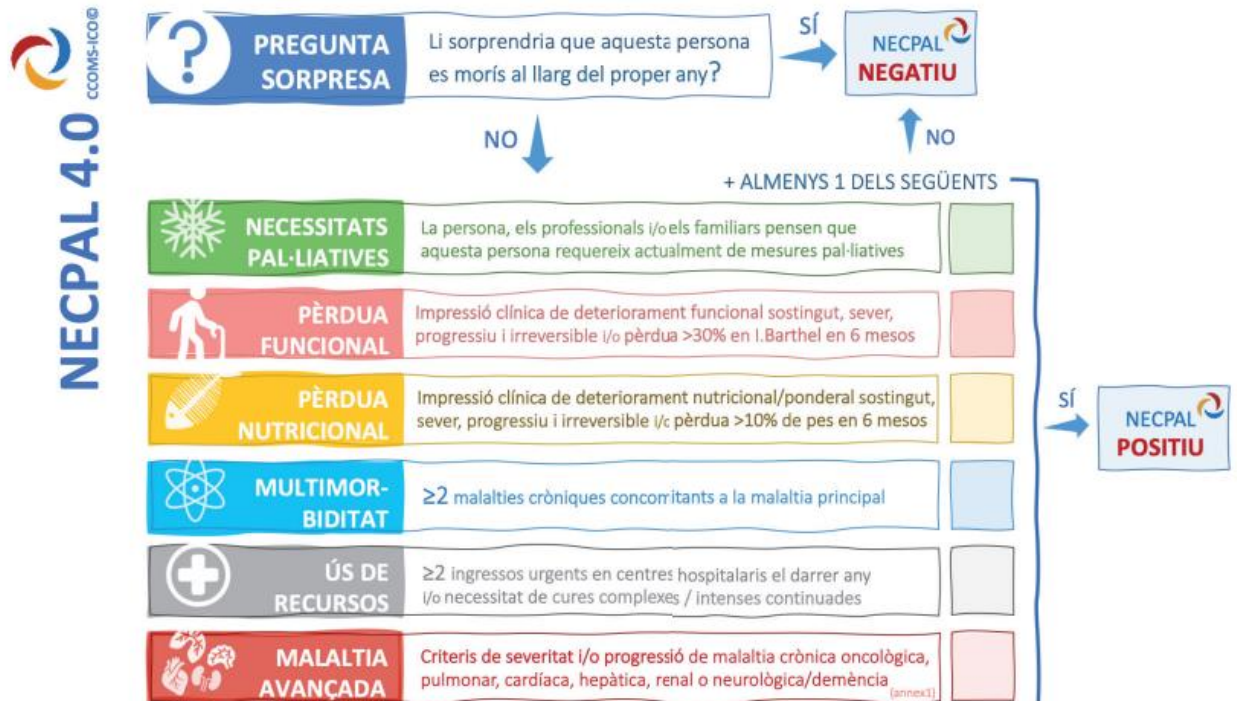 NECPAL 4.0
CCOMS-ICO©
?
PREGUNTA
SORPRESA
Li sorprendria que aquesta persona
es morís al llarg del proper any?
SÍ
NECPAL
NEGATIU
NO
NO
+ ALMENYS 1 DELS SEGÜENTS
NECESSITATS
PAL·LIATIVES
La persona, els professionals i/o els familiars pensen que
aquesta persona requereix actualment de mesures pal·liatives
PÈRDUA
FUNCIONAL
Impressió clínica de deteriorament funcional sostingut, sever,
progressiu i irreversible i/o pèrdua >30% en I.Barthel en 6 mesos
PÈRDUA
NUTRICIONAL
Impressió clínica de deteriorament nutricional/ponderal sostingut,
sever, progressiu i irreversible i/o pèrdua >10% de pes en 6 mesos
SÍ
NECPAL
POSITIU
MULTIMOR-
BIDITAT
≥2 malalties cròniques concomitants a la malaltia principal
ÚS DE
RECURSOS
≥2 ingressos urgents en centres hospitalaris el darrer any
i/o necessitat de cures complexes / intenses continuades
MALALTIA
AVANÇADA
Criteris de severitat i/o progressió de malaltia crònica oncològica,
pulmonar, cardíaca, hepàtica, renal o neurològica/demència
(annex1)